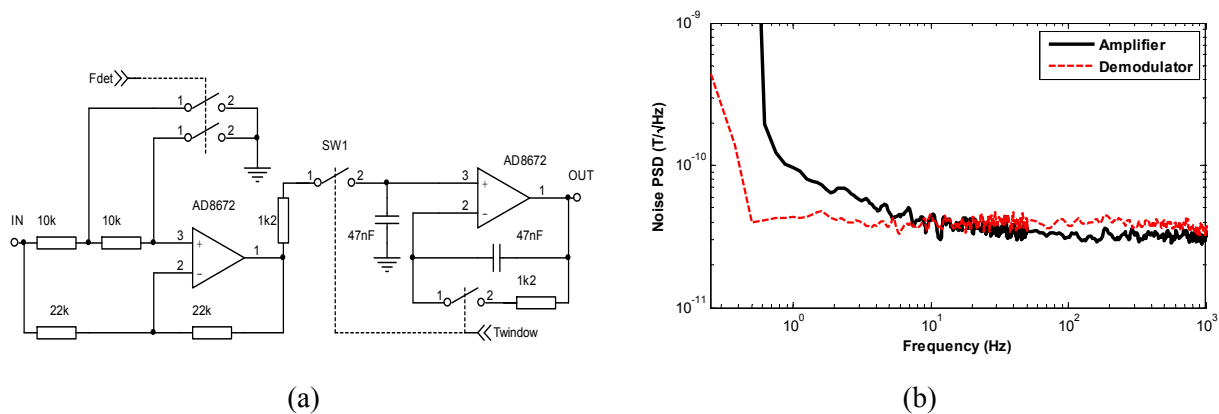 Fdet
1
2
1
2
SW1
AD8672
1
2
3
1
OUT
2
IN
10k
10k
AD8672
3
1
2
1k2
47nF
47nF
1k2
1
2
22k
22k
Twindow
(a)
10⁻⁹
10⁻¹⁰
10⁻¹¹
Noise PSD (T/√Hz)
Amplifier
Demodulator
10⁰
10¹
10²
10³
Frequency (Hz)
(b)